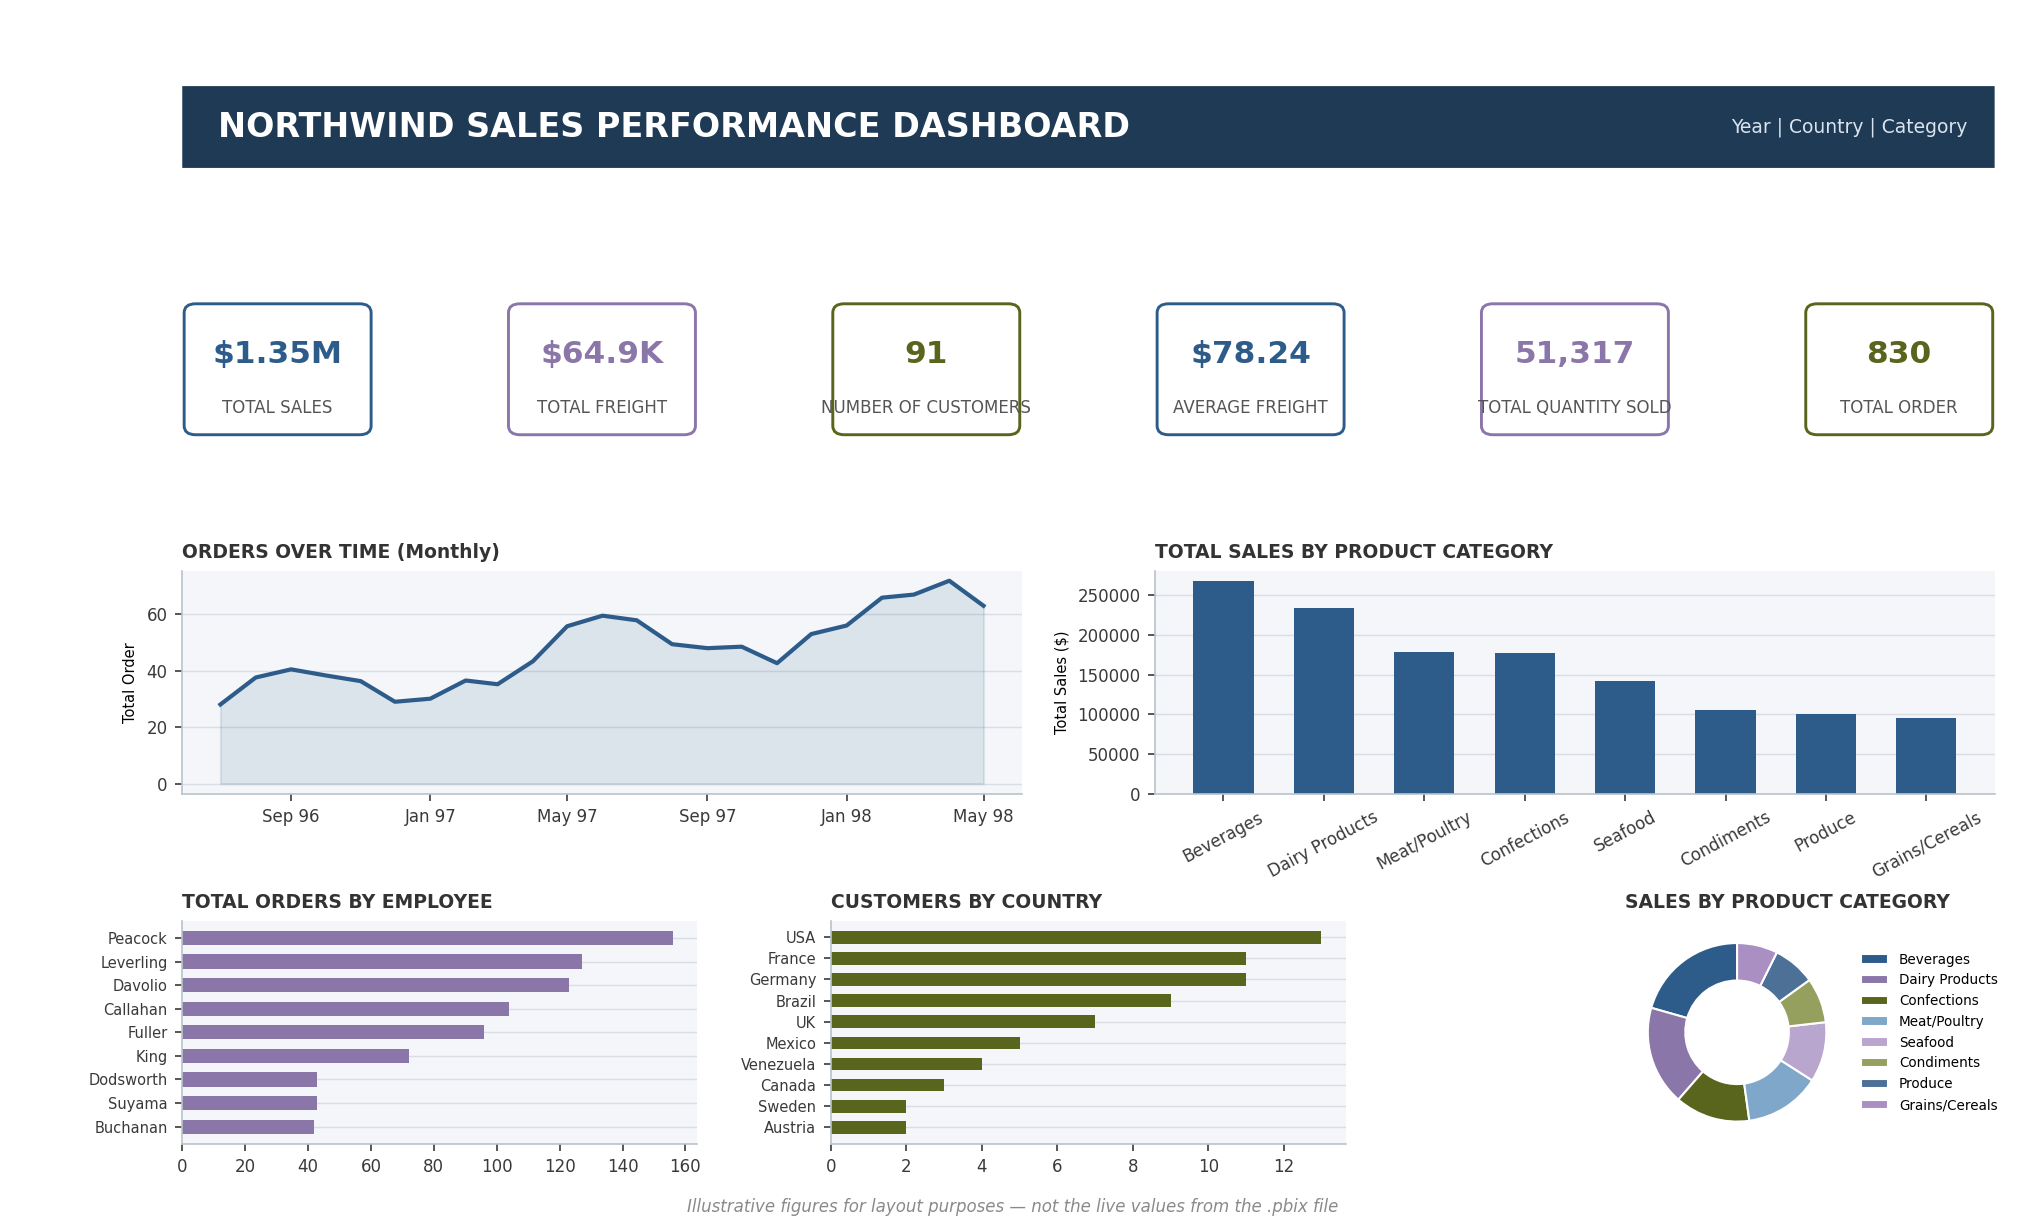 NORTHWIND SALES PERFORMANCE DASHBOARD
Year | Country | Category
$1.35M
TOTAL SALES
$64.9K
TOTAL FREIGHT
91
NUMBER OF CUSTOMERS
$78.24
AVERAGE FREIGHT
51,317
TOTAL QUANTITY SOLD
830
TOTAL ORDER
ORDERS OVER TIME (Monthly)
Total Order
60
40
20
0
Sep 96
Jan 97
May 97
Sep 97
Jan 98
May 98
TOTAL SALES BY PRODUCT CATEGORY
Total Sales ($)
250000
200000
150000
100000
50000
0
Beverages
Dairy Products
Meat/Poultry
Confections
Seafood
Condiments
Produce
Grains/Cereals
TOTAL ORDERS BY EMPLOYEE
Peacock
Leverling
Davolio
Callahan
Fuller
King
Dodsworth
Suyama
Buchanan
0
20
40
60
80
100
120
140
160
CUSTOMERS BY COUNTRY
USA
France
Germany
Brazil
UK
Mexico
Venezuela
Canada
Sweden
Austria
0
2
4
6
8
10
12
SALES BY PRODUCT CATEGORY
Beverages
Dairy Products
Confections
Meat/Poultry
Seafood
Condiments
Produce
Grains/Cereals
Illustrative figures for layout purposes — not the live values from the .pbix file